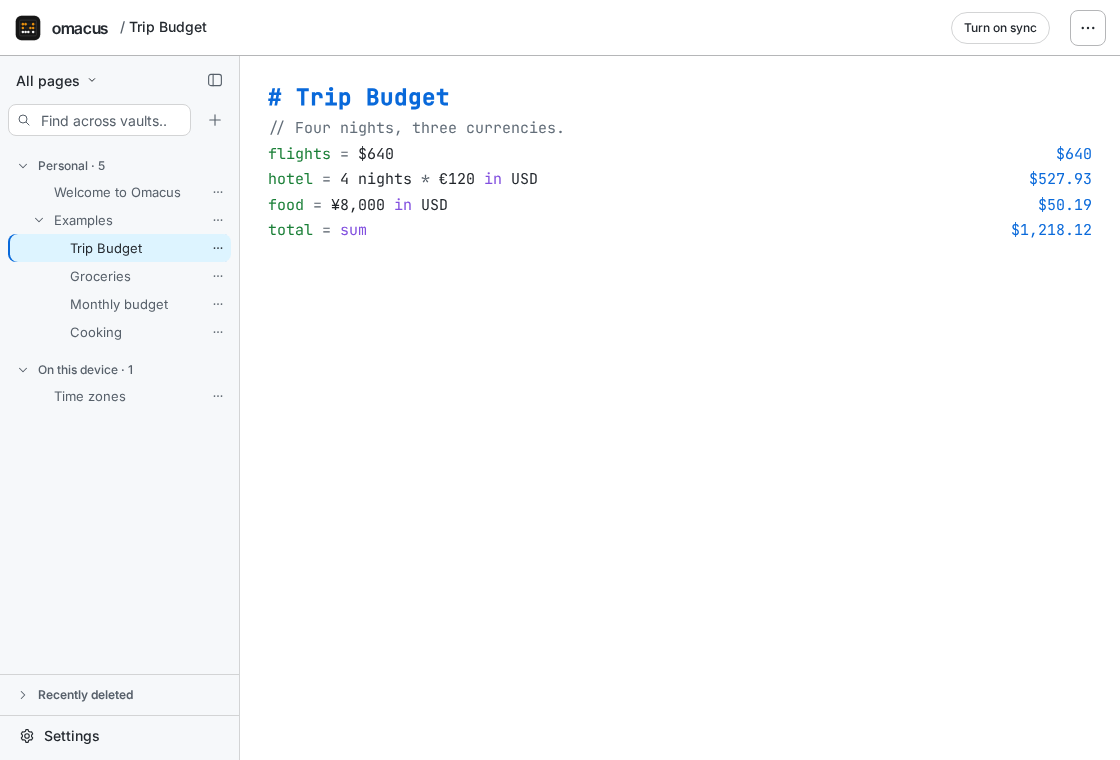 omacus / Trip Budget
Turn on sync
All pages
Find across vaults..
Personal · 5
Welcome to Omacus
Examples
Trip Budget
Groceries
Monthly budget
Cooking
On this device · 1
Time zones
Recently deleted
Settings
# Trip Budget
// Four nights, three currencies.
flights = $640 $640
hotel = 4 nights * €120 in USD $527.93
food = ¥8,000 in USD $50.19
total = sum $1,218.12